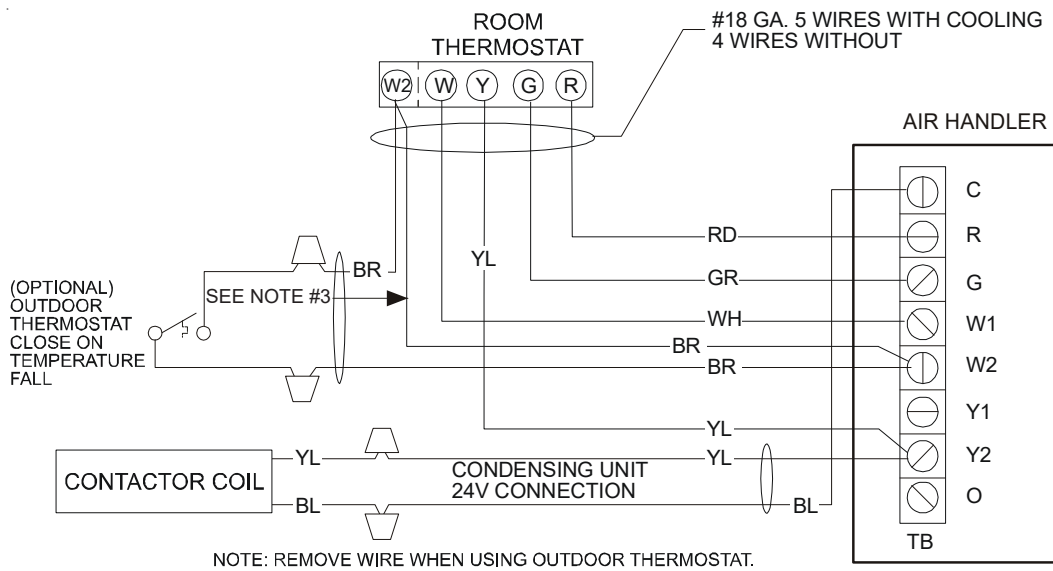 ROOM
THERMOSTAT
#18 GA. 5 WIRES WITH COOLING
4 WIRES WITHOUT
W2 W Y G R
AIR HANDLER
C
R
G
W1
W2
Y1
Y2
O
TB
RD
GR
WH
BR
BR
YL
YL
YL
BR
SEE NOTE #3
(OPTIONAL)
OUTDOOR
THERMOSTAT
CLOSE ON
TEMPERATURE
FALL
CONTACTOR COIL
YL
BL
CONDENSING UNIT
24V CONNECTION
BL
NOTE: REMOVE WIRE WHEN USING OUTDOOR THERMOSTAT.